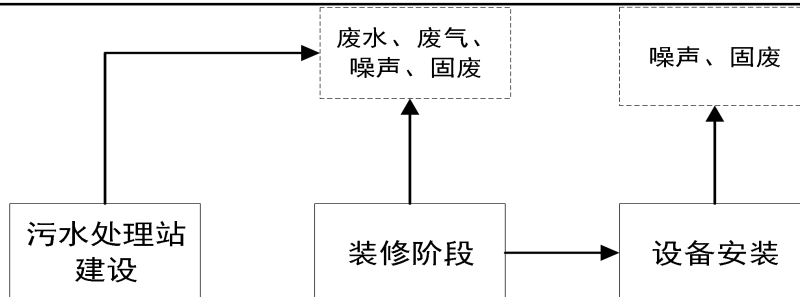 废水、废气、
噪声、固废
噪声、固废
污水处理站
建设
装修阶段
设备安装